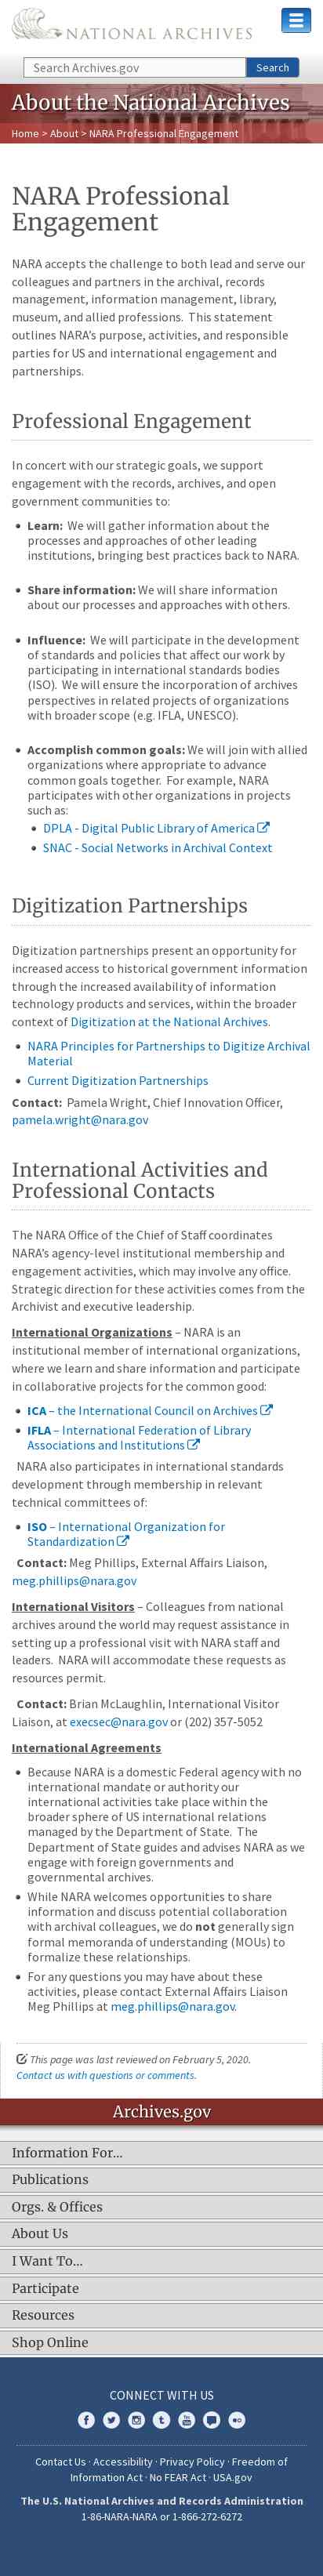 NATIONAL ARCHIVES
Search Archives.gov
Search
About the National Archives
Home > About > NARA Professional Engagement
NARA Professional
Engagement
NARA accepts the challenge to both lead and serve our
colleagues and partners in the archival, records
management, information management, library,
museum, and allied professions.  This statement
outlines NARA's purpose, activities, and responsible
parties for US and international engagement and
partnerships.
Professional Engagement
In concert with our strategic goals, we support
engagement with the records, archives, and open
government communities to:
Learn:  We will gather information about the
processes and approaches of other leading
institutions, bringing best practices back to NARA.
Share information: We will share information
about our processes and approaches with others.
Influence:  We will participate in the development
of standards and policies that affect our work by
participating in international standards bodies
(ISO).  We will ensure the incorporation of archives
perspectives in related projects of organizations
with broader scope (e.g. IFLA, UNESCO).
Accomplish common goals: We will join with allied
organizations where appropriate to advance
common goals together.  For example, NARA
participates with other organizations in projects
such as:
DPLA - Digital Public Library of America
SNAC - Social Networks in Archival Context
Digitization Partnerships
Digitization partnerships present an opportunity for
increased access to historical government information
through the increasing availability of information
technology products and services, within the broader
context of Digitization at the National Archives.
NARA Principles for Partnerships to Digitize Archival
Material
Current Digitization Partnerships
Contact:  Pamela Wright, Chief Innovation Officer,
pamela.wright@nara.gov
International Activities and
Professional Contacts
The NARA Office of the Chief of Staff coordinates
NARA's agency-level institutional membership and
engagement activities, which may involve any office.
Strategic direction for these activities comes from the
Archivist and executive leadership.
International Organizations – NARA is an
institutional member of international organizations,
where we learn and share information and participate
in collaborative projects for the common good:
ICA – the International Council on Archives
IFLA – International Federation of Library
Associations and Institutions
NARA also participates in international standards
development through membership in relevant
technical committees of:
ISO – International Organization for
Standardization
Contact: Meg Phillips, External Affairs Liaison,
meg.phillips@nara.gov
International Visitors – Colleagues from national
archives around the world may request assistance in
setting up a professional visit with NARA staff and
leaders.  NARA will accommodate these requests as
resources permit.
Contact: Brian McLaughlin, International Visitor
Liaison, at execsec@nara.gov or (202) 357-5052
International Agreements
Because NARA is a domestic Federal agency with no
international mandate or authority our
international activities take place within the
broader sphere of US international relations
managed by the Department of State.  The
Department of State guides and advises NARA as we
engage with foreign governments and
governmental archives.
While NARA welcomes opportunities to share
information and discuss potential collaboration
with archival colleagues, we do not generally sign
formal memoranda of understanding (MOUs) to
formalize these relationships.
For any questions you may have about these
activities, please contact External Affairs Liaison
Meg Phillips at meg.phillips@nara.gov.
This page was last reviewed on February 5, 2020.
Contact us with questions or comments.
Archives.gov
Information For…
Publications
Orgs. & Offices
About Us
I Want To…
Participate
Resources
Shop Online
CONNECT WITH US
Contact Us · Accessibility · Privacy Policy · Freedom of
Information Act · No FEAR Act · USA.gov
The U.S. National Archives and Records Administration
1-86-NARA-NARA or 1-866-272-6272